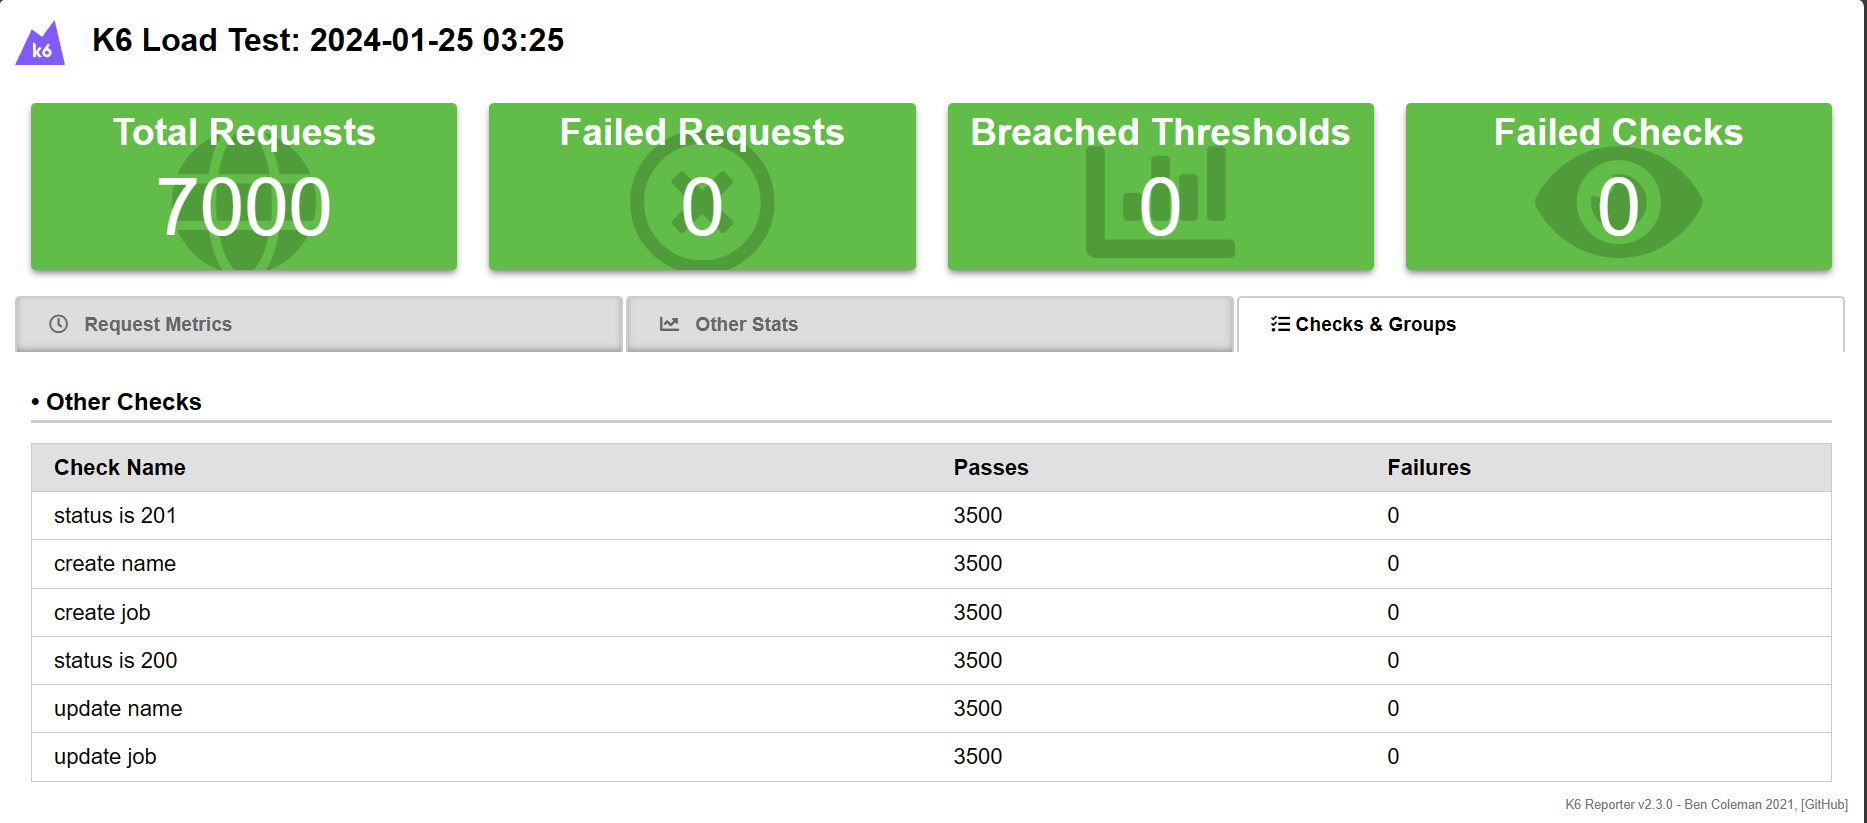 k6
K6 Load Test: 2024-01-25 03:25
Total Requests
7000
Failed Requests
0
Breached Thresholds
0
Failed Checks
0
Request Metrics
Other Stats
Checks & Groups
• Other Checks
Check Name Passes Failures
status is 201 3500 0
create name 3500 0
create job 3500 0
status is 200 3500 0
update name 3500 0
update job 3500 0
K6 Reporter v2.3.0 - Ben Coleman 2021, [GitHub]